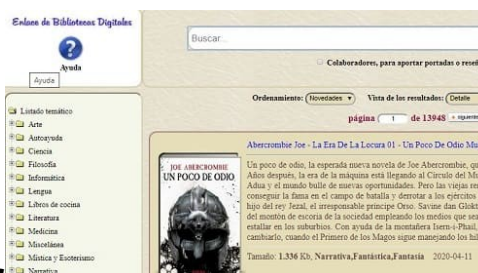 Enlace de Bibliotecas Digitales
?
Ayuda
Ayuda
Listado temático
Arte
Autoayuda
Ciencia
Filosofía
Informática
Lengua
Libros de cocina
Literatura
Medicina
Miscelánea
Mística y Esoterismo
Narrativa
Buscar...
Colaboradores, para aportar portadas o rese
Ordenamiento: Novedades Vista de los resultados: Detalle
página 1 de 13948 » siguiente
Abercrombie Joe - La Era De La Locura 01 - Un Poco De Odio
JOE ABERCROMBIE
UN POCO DE ODIO
Un poco de odio, la esperada nueva novela de Joe Abercrombie, qu
Años después, la era de la máquina está llegando al Círculo del Mu
Adua y el mundo bulle de nuevas oportunidades. Pero las viejas ren
conseguir la fama en el campo de batalla y derrotar a los ejércitos
hijo del rey Jezal, el irresponsable príncipe Orso. Savine dan Glokt
del montón de escoria de la sociedad empleando los medios que sea
estallar en los suburbios. Con ayuda de la montañera Isern-i-Phail,
cambiarlo, cuando el Primero de los Magos sigue manejando los hil
Tamaño: 1.336 Kb, Narrativa,Fantástica,Fantasía 2020-04-11